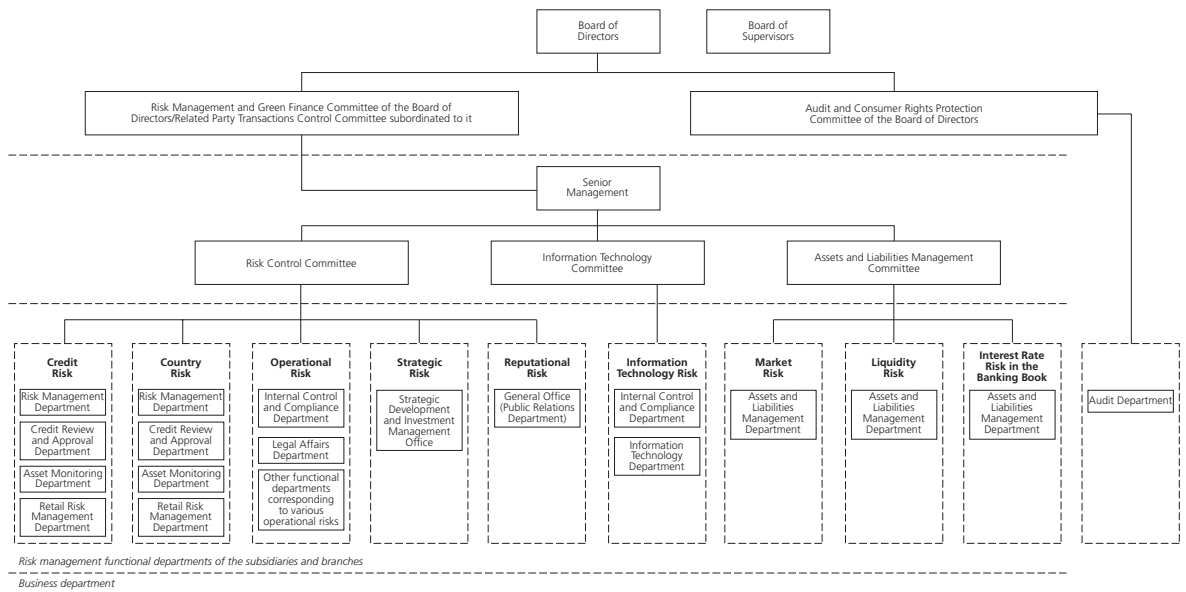 Board of
Directors
Board of
Supervisors
Risk Management and Green Finance Committee of the Board of
Directors/Related Party Transactions Control Committee subordinated to it
Audit and Consumer Rights Protection
Committee of the Board of Directors
Senior
Management
Risk Control Committee
Information Technology
Committee
Assets and Liabilities Management
Committee
Credit
Risk
Risk Management
Department
Credit Review
and Approval
Department
Asset Monitoring
Department
Retail Risk
Management
Department
Country
Risk
Risk Management
Department
Credit Review
and Approval
Department
Asset Monitoring
Department
Retail Risk
Management
Department
Operational
Risk
Internal Control
and Compliance
Department
Legal Affairs
Department
Other functional
departments
corresponding
to various
operational risks
Strategic
Risk
Strategic
Development
and Investment
Management
Office
Reputational
Risk
General Office
(Public Relations
Department)
Information
Technology Risk
Internal Control
and Compliance
Department
Information
Technology
Department
Market
Risk
Assets and
Liabilities
Management
Department
Liquidity
Risk
Assets and
Liabilities
Management
Department
Interest Rate
Risk in the
Banking Book
Assets and
Liabilities
Management
Department
Audit Department
Risk management functional departments of the subsidiaries and branches
Business department